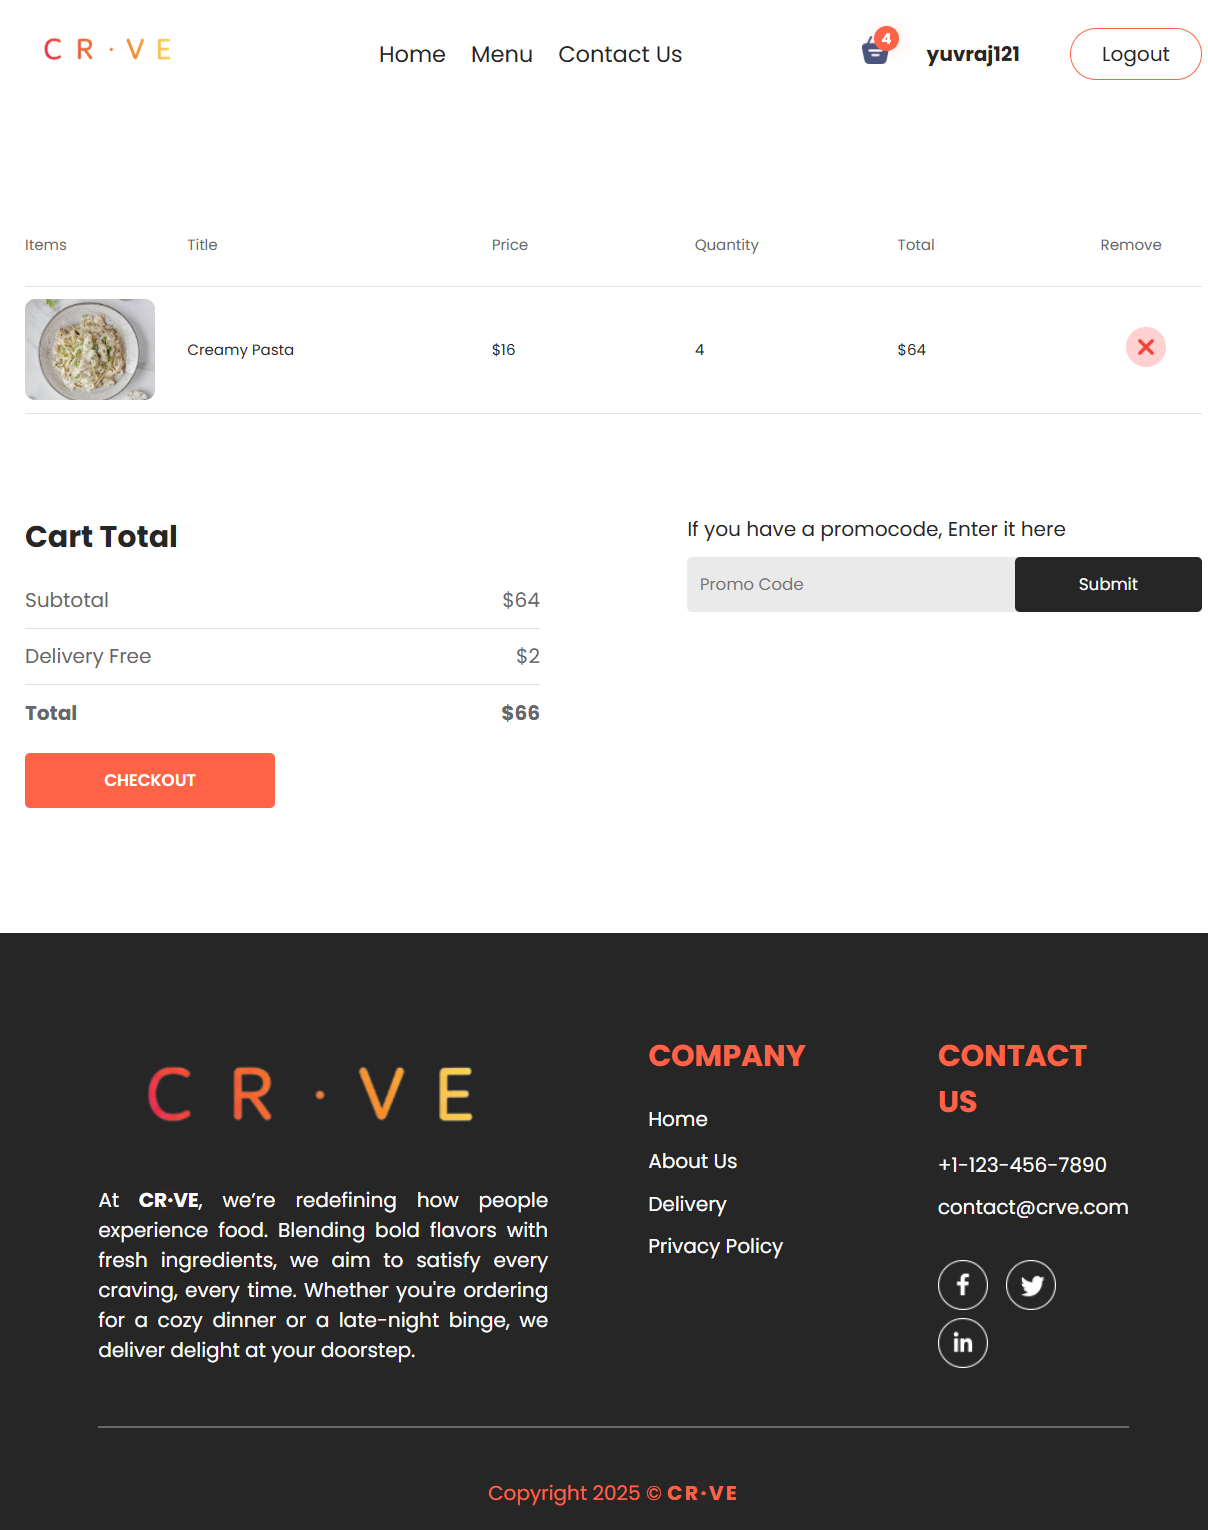 CR·VE
Home Menu Contact Us
4
yuvraj121
Logout
Items Title Price Quantity Total Remove
Creamy Pasta $16 4 $64
Cart Total
Subtotal $64
Delivery Free $2
Total $66
CHECKOUT
If you have a promocode, Enter it here
Promo Code Submit
CR·VE
At CR·VE, we’re redefining how people
experience food. Blending bold flavors with
fresh ingredients, we aim to satisfy every
craving, every time. Whether you're ordering
for a cozy dinner or a late-night binge, we
deliver delight at your doorstep.
COMPANY
Home
About Us
Delivery
Privacy Policy
CONTACT
US
+1-123-456-7890
contact@crve.com
Copyright 2025 © CR·VE